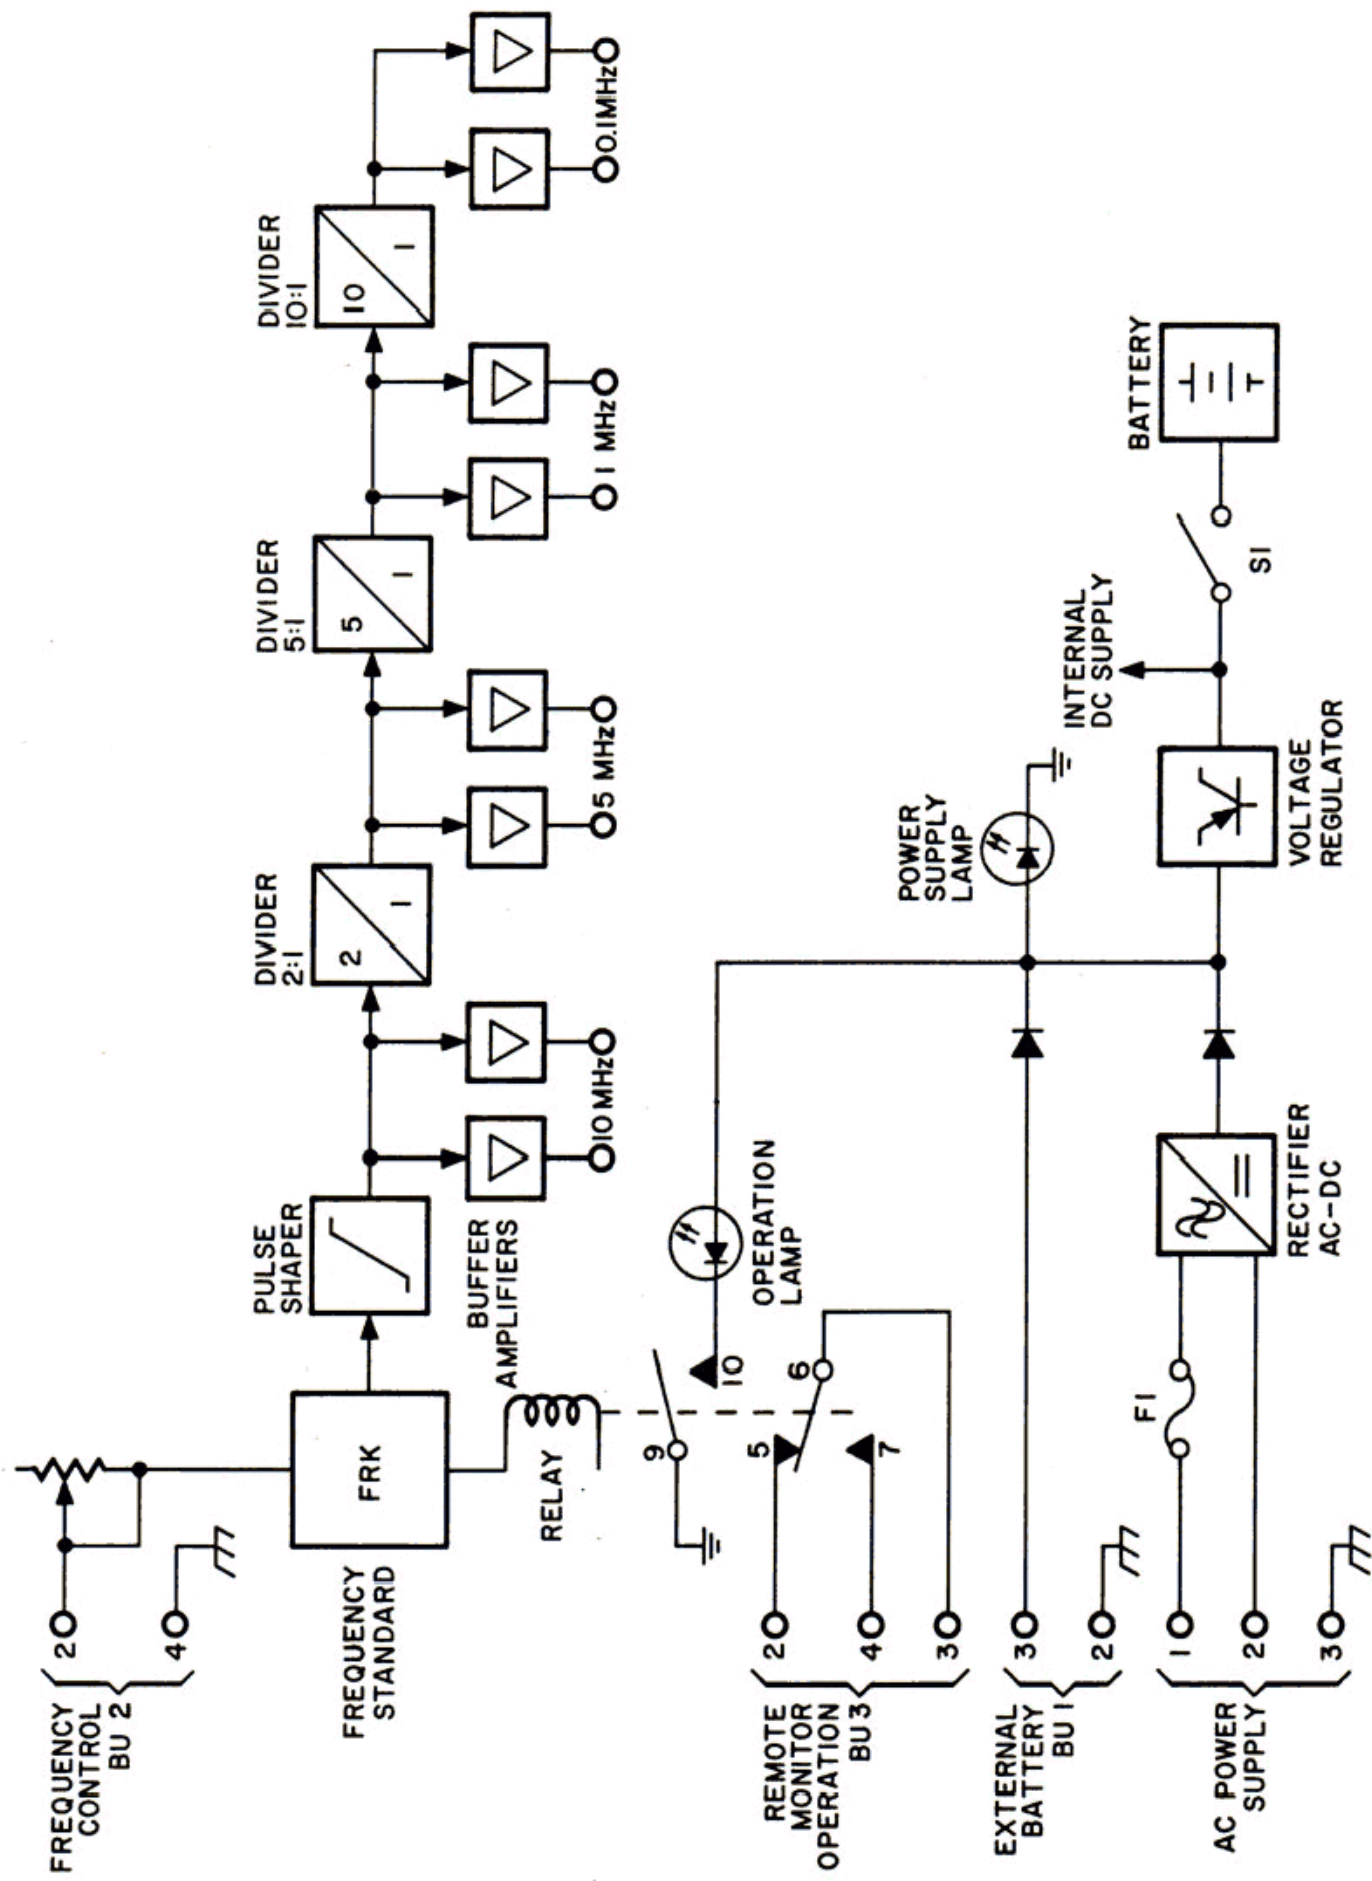 FREQUENCY
CONTROL
BU 2
2
4
FREQUENCY
STANDARD
FRK
PULSE
SHAPER
BUFFER
AMPLIFIERS
10 MHz
DIVIDER
2:1
2
1
5 MHz
DIVIDER
5:1
5
1
1 MHz
DIVIDER
10:1
10
1
0.1MHz
RELAY
9
10
5
6
7
OPERATION
LAMP
REMOTE
MONITOR
OPERATION
BU 3
2
4
3
POWER
SUPPLY
LAMP
EXTERNAL
BATTERY
BU 1
3
2
INTERNAL
DC SUPPLY
BATTERY
S1
AC POWER
SUPPLY
1
2
3
F1
RECTIFIER
AC-DC
VOLTAGE
REGULATOR